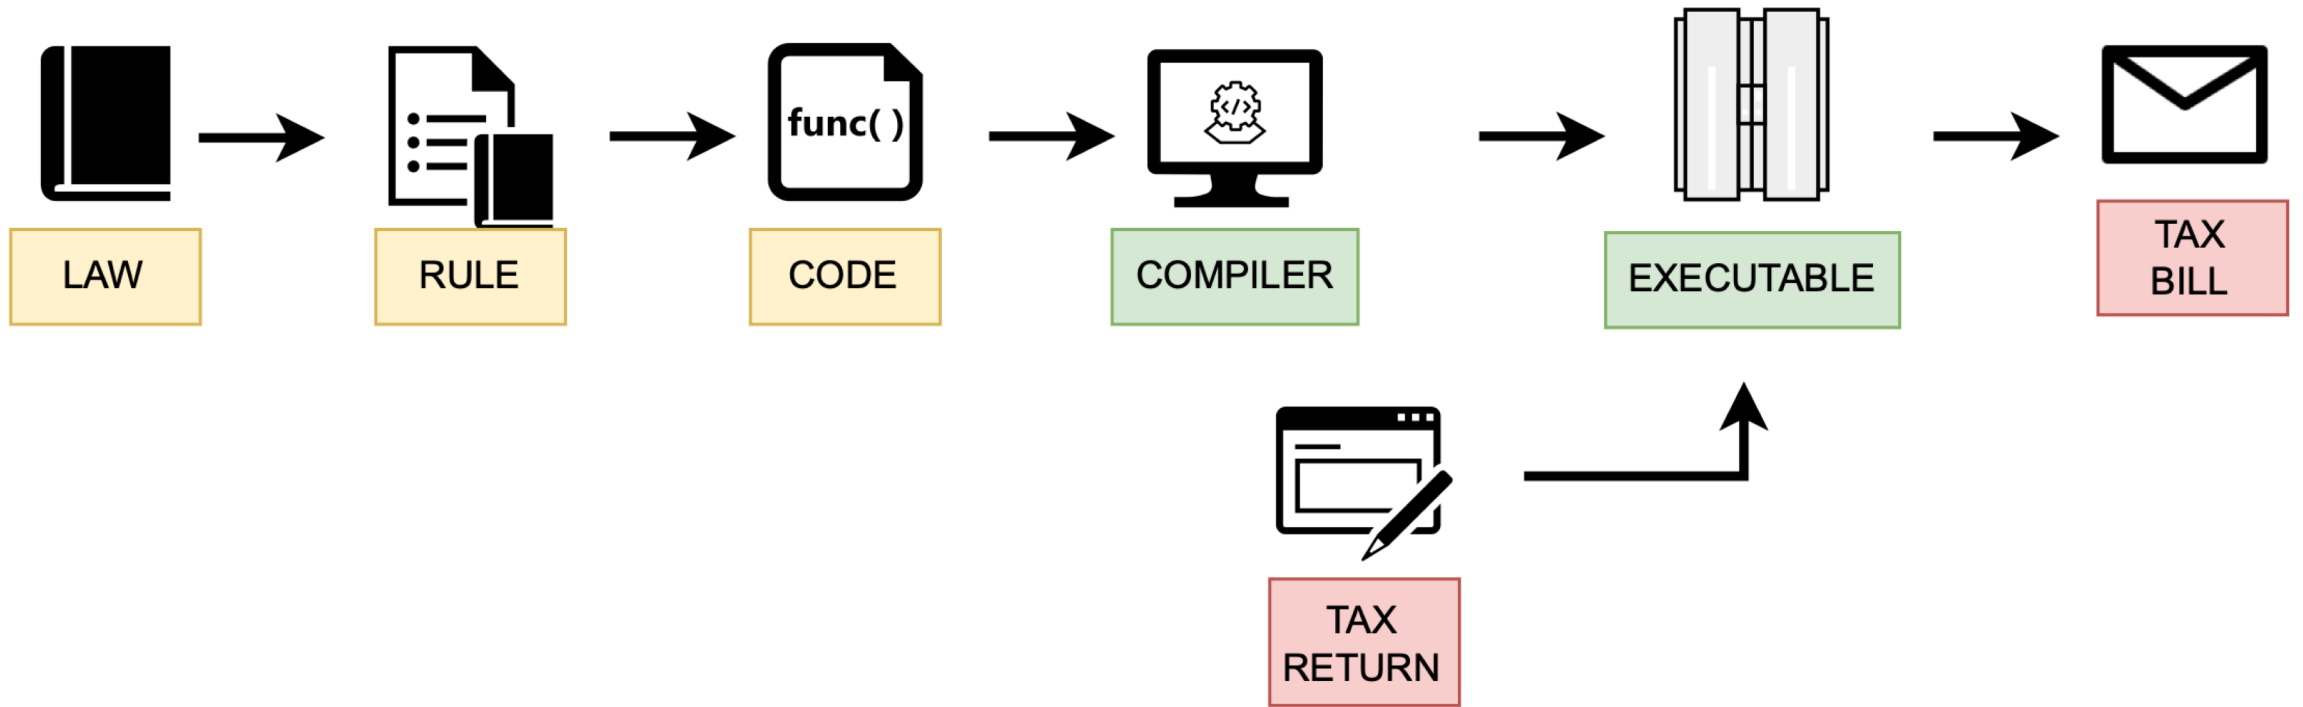 func( )
LAW
RULE
CODE
COMPILER
EXECUTABLE
TAX
BILL
TAX
RETURN